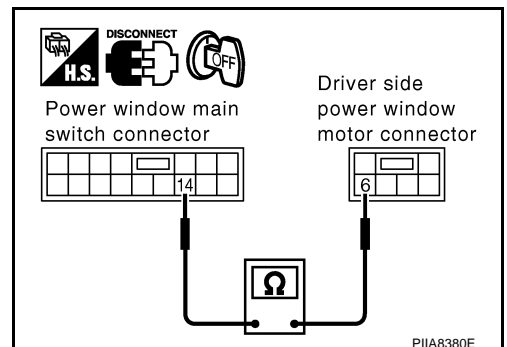 DISCONNECT
H.S.
OFF
Power window main
switch connector
Driver side
power window
motor connector
14
6
Ω
PIIA8380E